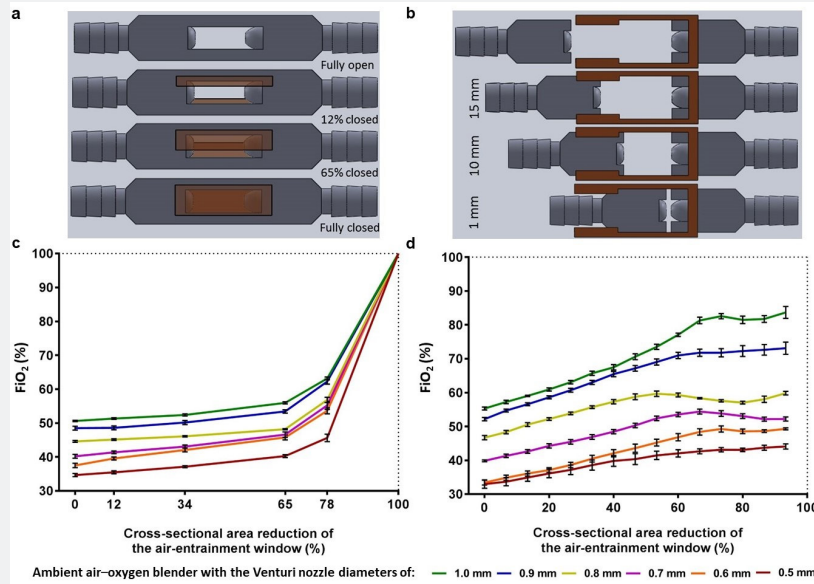 a
Fully open
12% closed
65% closed
Fully closed
b
15 mm
10 mm
1 mm
c
100
90
80
70
60
50
40
30
FiO2 (%)
0 12 34 65 78 100
Cross-sectional area reduction of
the air-entrainment window (%)
d
100
90
80
70
60
50
40
30
FiO2 (%)
0 20 40 60 80 100
Cross-sectional area reduction of
the air-entrainment window (%)
Ambient air–oxygen blender with the Venturi nozzle diameters of: 1.0 mm 0.9 mm 0.8 mm 0.7 mm 0.6 mm 0.5 mm